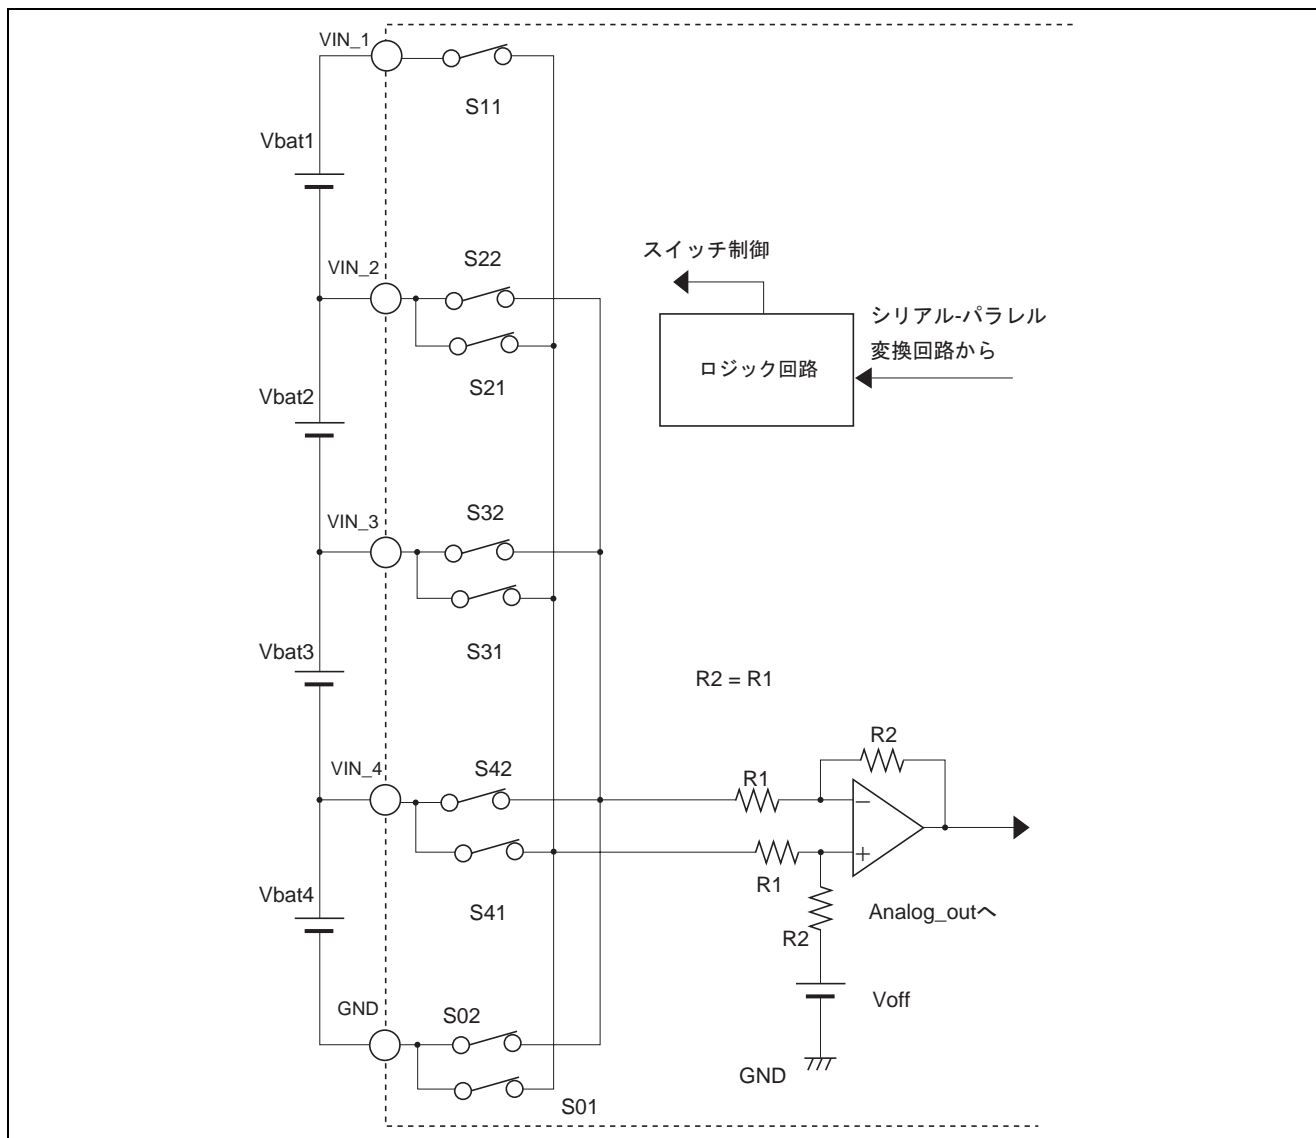 VIN_1
S11
Vbat1
スイッチ制御
VIN_2
S22
シリアル-パラレル
変換回路から
ロジック回路
S21
Vbat2
VIN_3
S32
S31
Vbat3
R2 = R1
R2
VIN_4
S42
R1
−
+
R1
Vbat4
S41
Analog_outへ
R2
Voff
GND
S02
GND
S01